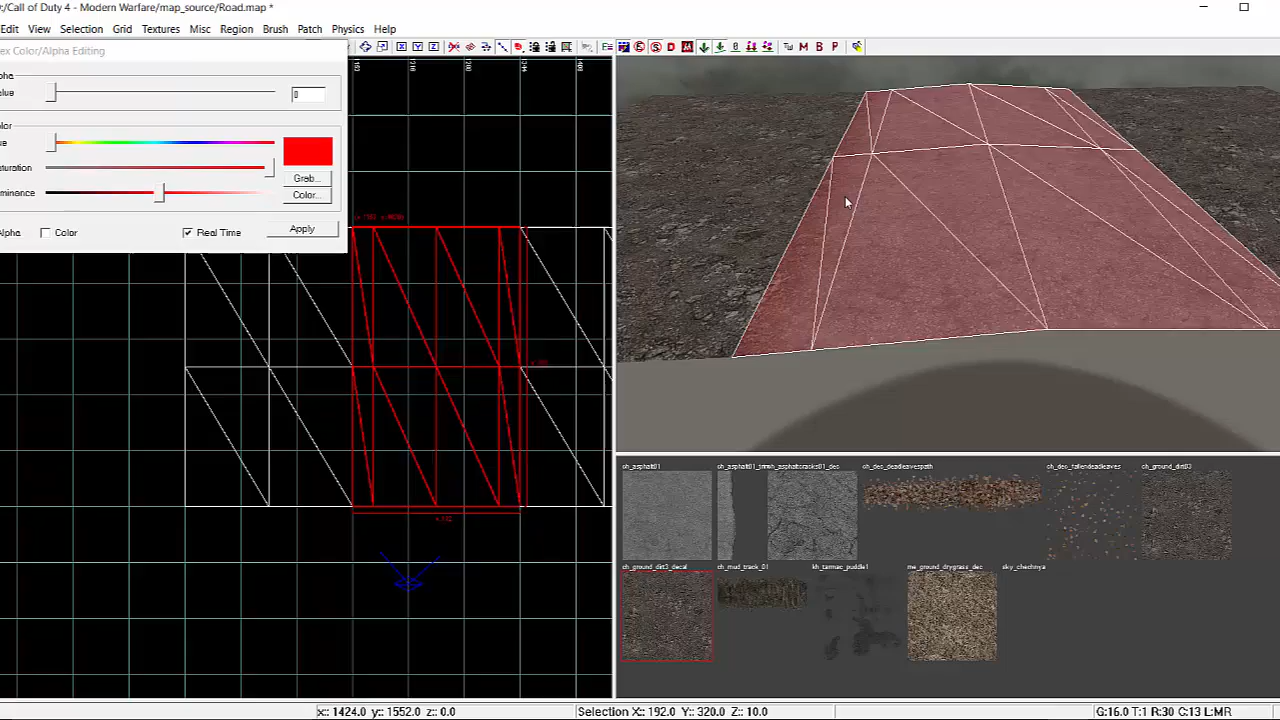 :/Call of Duty 4 - Modern Warfare/map_source/Road.map *
Edit View Selection Grid Textures Misc Region Brush Patch Physics Help
ex Color/Alpha Editing
pha
alue
0
olor
ue
aturation
Grab...
minance
Color...
Alpha
Color
Real Time
Apply
Tw M B P
ch_asphalt01
ch_dec_deadleavespath
ch_dec_fallendeadleaves
ch_ground_dirt03
ch_ground_dirt3_decal
ch_mud_track_01
kh_tarmac_puddle1
me_ground_drygrass_dec
sky_chechnya
x:: 1424.0 y:: 1552.0 z:: 0.0
Selection X:: 192.0 Y:: 320.0 Z:: 10.0
G:16.0 T:1 R:30 C:13 L:MR